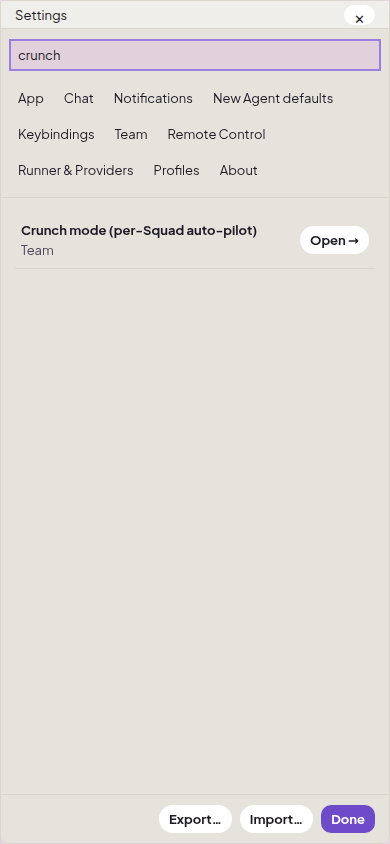 Settings
×
crunch
App Chat Notifications New Agent defaults
Keybindings Team Remote Control
Runner & Providers Profiles About
Crunch mode (per-Squad auto-pilot)
Team
Open →
Export... Import... Done